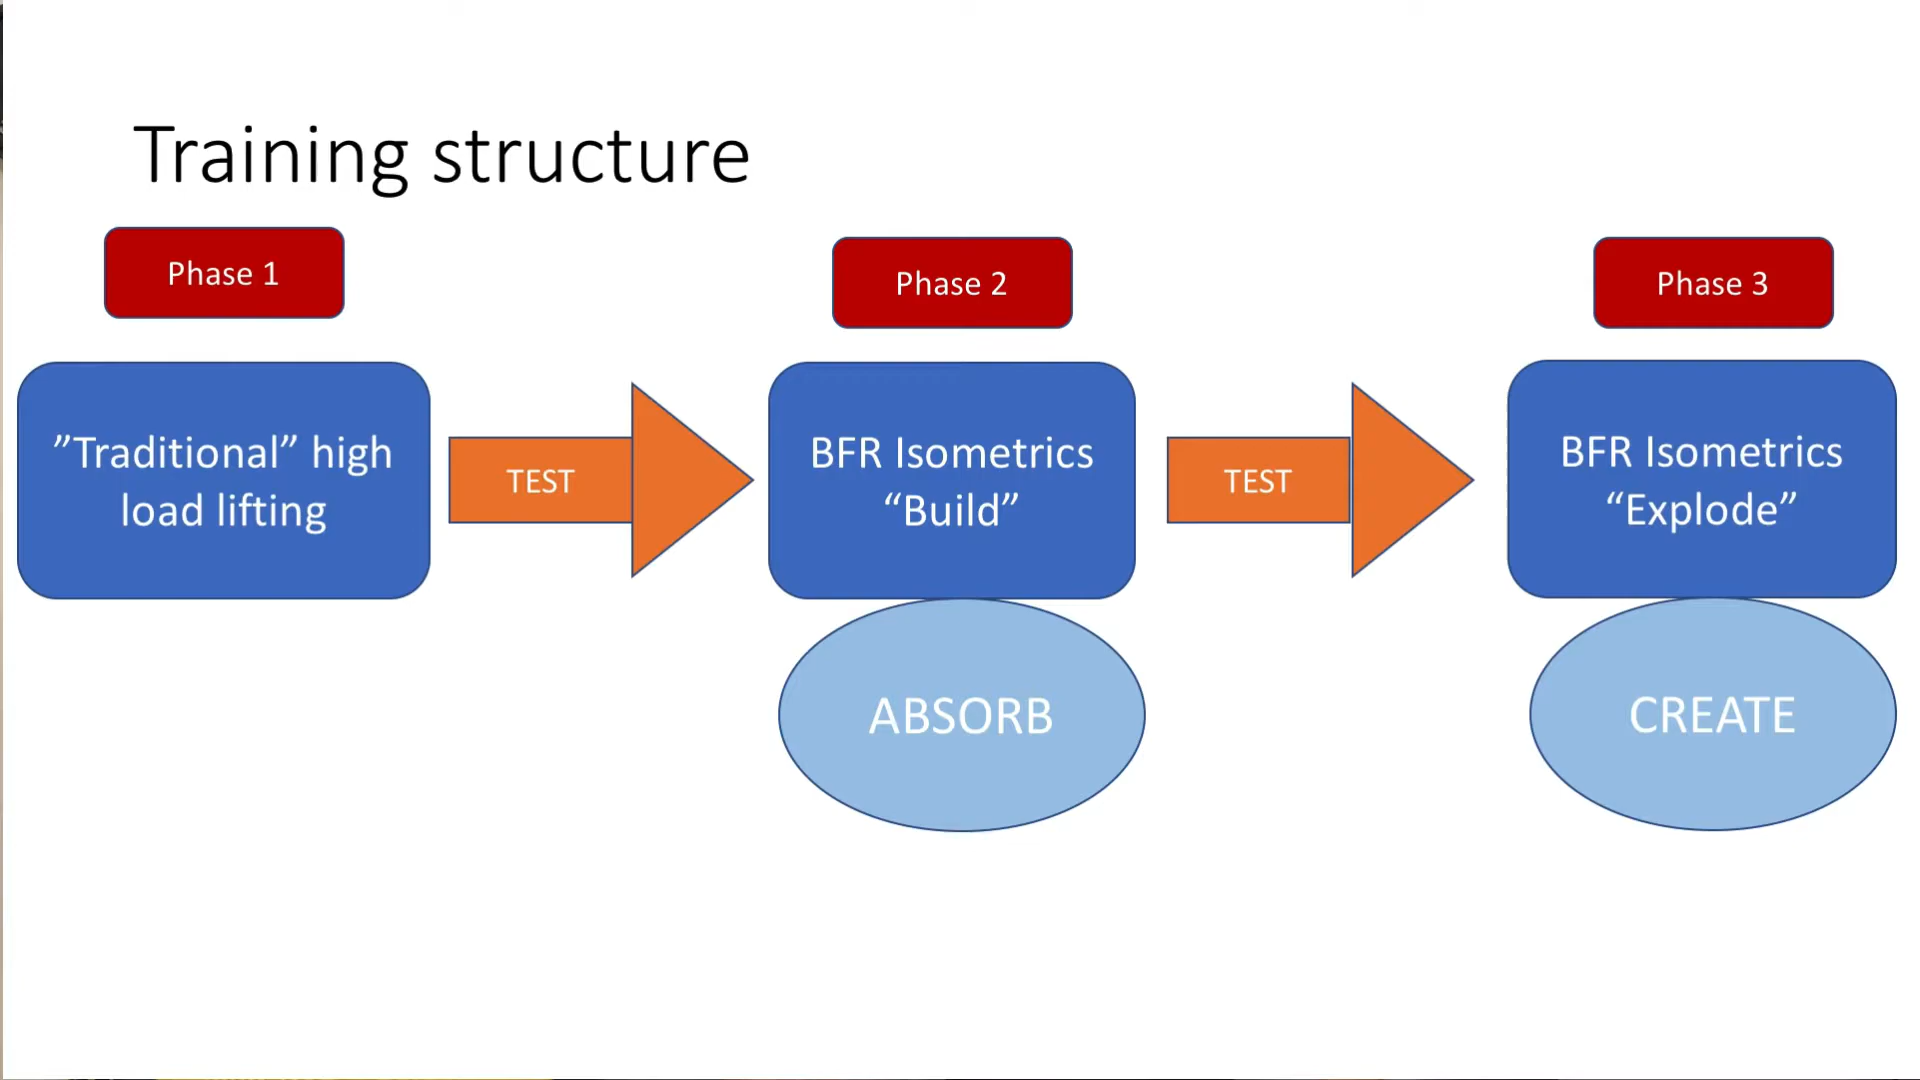 Training structure
Phase 1
Phase 2
Phase 3
”Traditional” high
load lifting
TEST
BFR Isometrics
“Build”
TEST
BFR Isometrics
“Explode”
ABSORB
CREATE